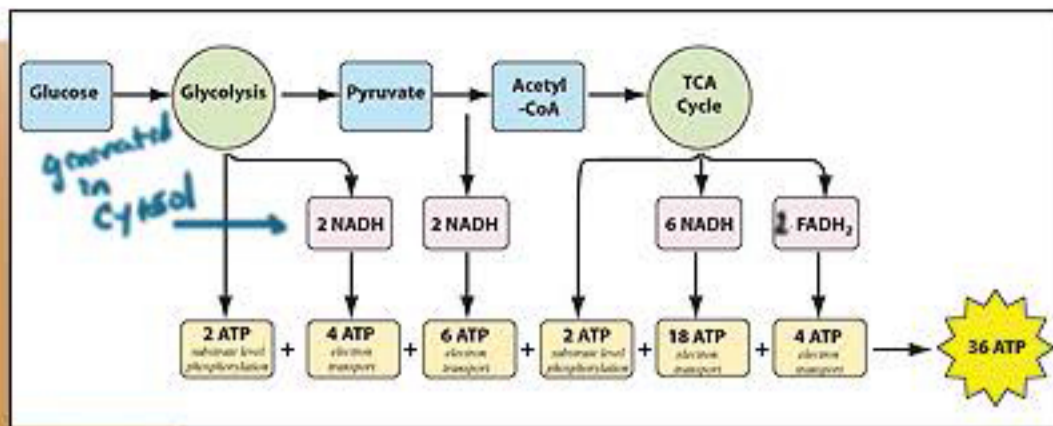 Glucose
Glycolysis
Pyruvate
Acetyl
-CoA
TCA
Cycle
generated
in
Cytosol
2 NADH
2 NADH
6 NADH
2 FADH₂
2 ATP
substrate level
phosphorylation
+
4 ATP
electron
transport
+
6 ATP
electron
transport
+
2 ATP
substrate level
phosphorylation
+
18 ATP
electron
transport
+
4 ATP
electron
transport
36 ATP